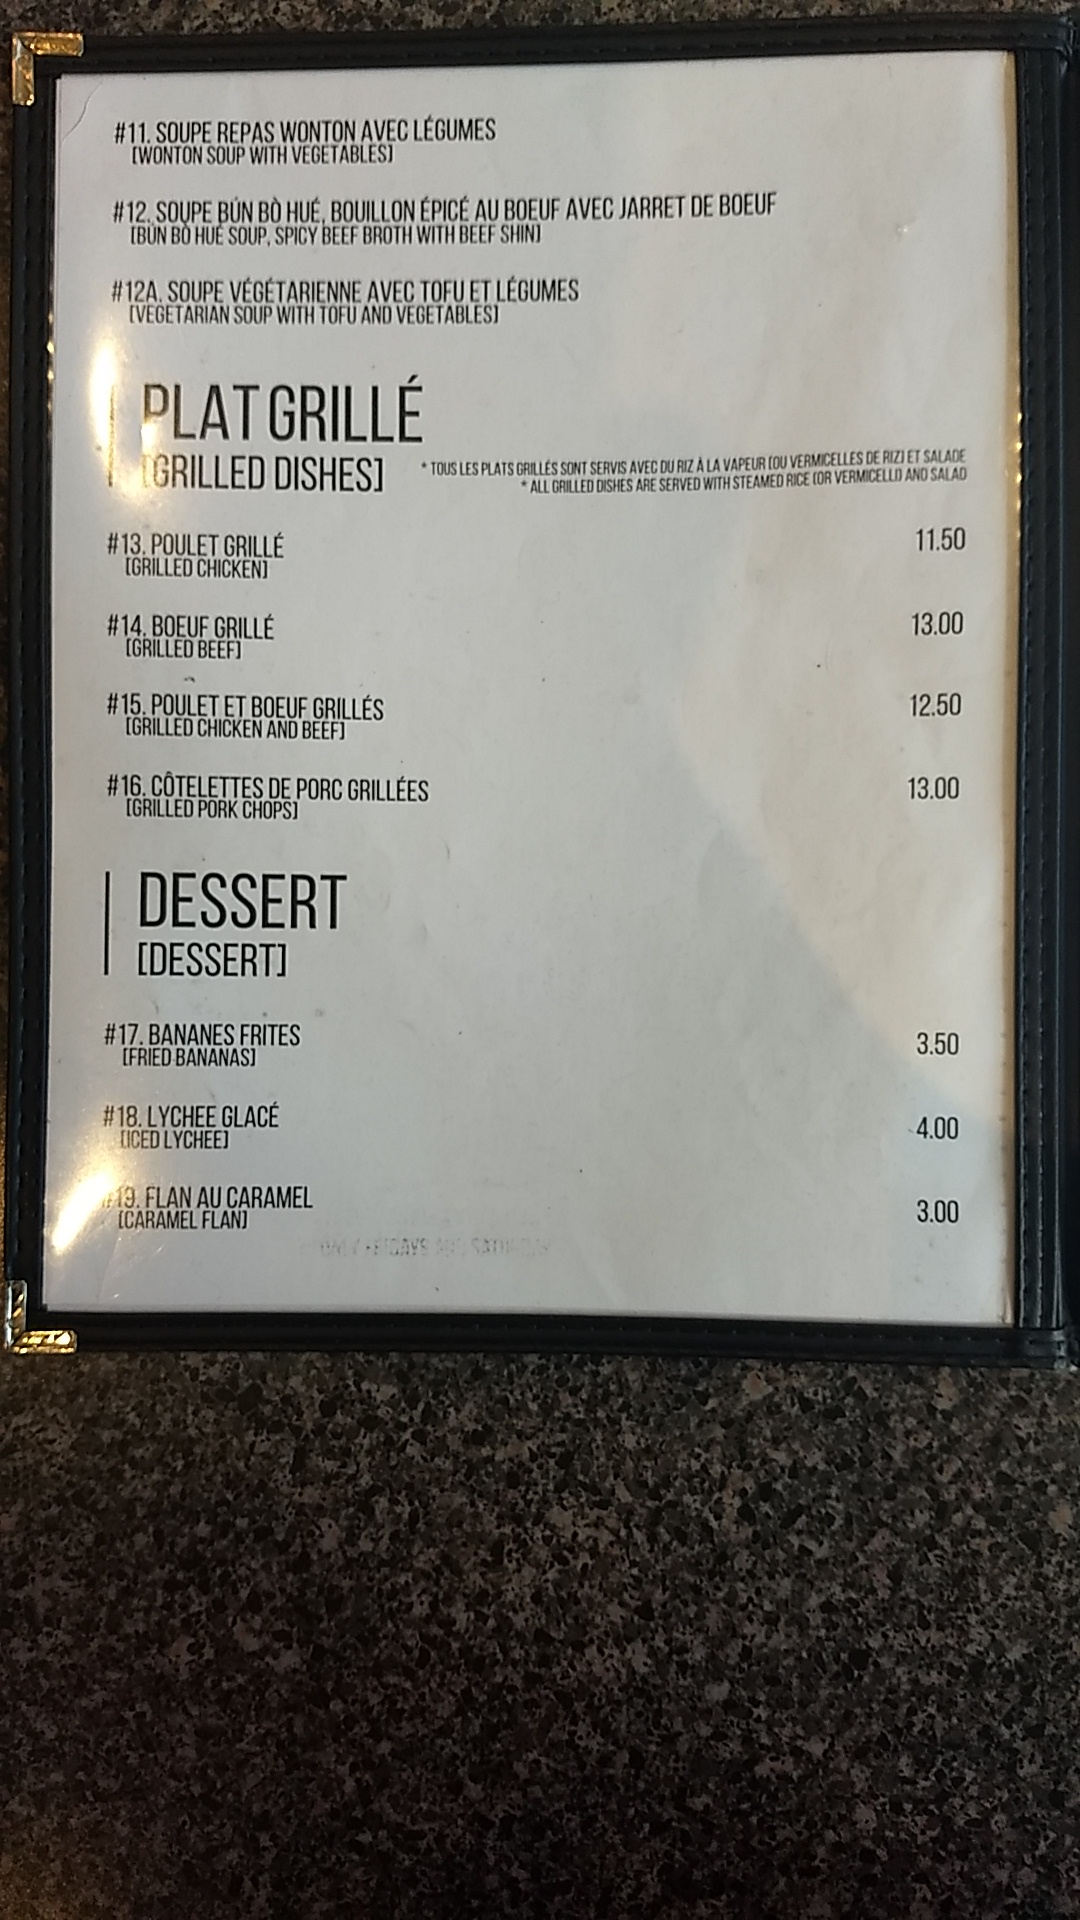 #11. SOUPE REPAS WONTON AVEC LÉGUMES
[WONTON SOUP WITH VEGETABLES]
#12. SOUPE BÚN BÒ HUÉ, BOUILLON ÉPICÉ AU BOEUF AVEC JARRET DE BOEUF
[BÚN BÒ HUÉ SOUP, SPICY BEEF BROTH WITH BEEF SHIN]
#12A. SOUPE VÉGÉTARIENNE AVEC TOFU ET LÉGUMES
[VEGETARIAN SOUP WITH TOFU AND VEGETABLES]
PLAT GRILLÉ
[GRILLED DISHES]
* TOUS LES PLATS GRILLÉS SONT SERVIS AVEC DU RIZ À LA VAPEUR (OU VERMICELLES DE RIZ) ET SALADE
* ALL GRILLED DISHES ARE SERVED WITH STEAMED RICE (OR VERMICELLI) AND SALAD
#13. POULET GRILLÉ 11.50
[GRILLED CHICKEN]
#14. BOEUF GRILLÉ 13.00
[GRILLED BEEF]
#15. POULET ET BOEUF GRILLÉS 12.50
[GRILLED CHICKEN AND BEEF]
#16. CÔTELETTES DE PORC GRILLÉES 13.00
[GRILLED PORK CHOPS]
DESSERT
[DESSERT]
#17. BANANES FRITES 3.50
[FRIED BANANAS]
#18. LYCHEE GLACÉ 4.00
[ICED LYCHEE]
#19. FLAN AU CARAMEL 3.00
[CARAMEL FLAN]